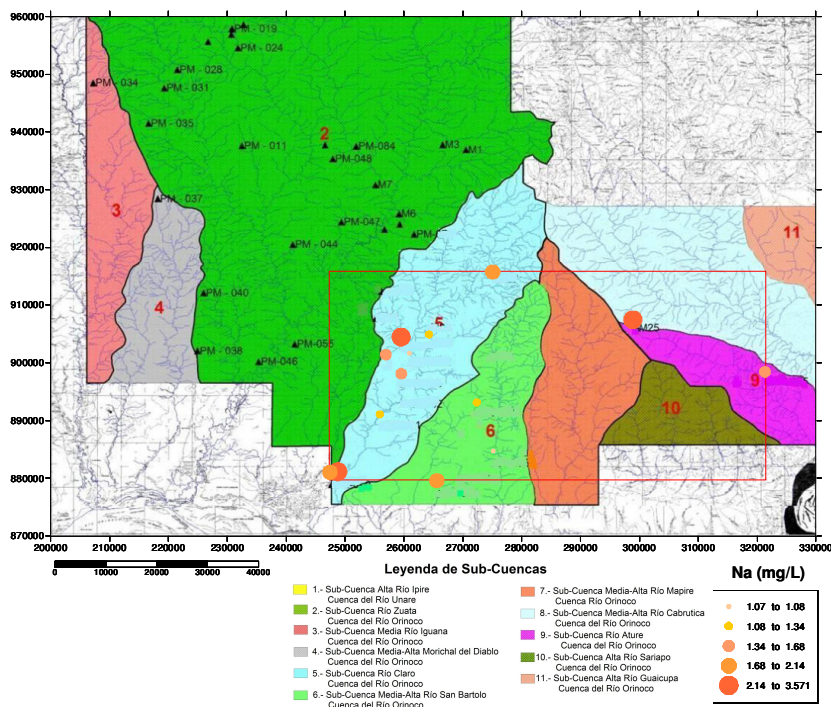 960000
950000
940000
930000
920000
910000
900000
890000
880000
870000
PM - 019
PM - 024
PM - 028
PM - 034
PM - 031
PM - 035
PM - 011
2
PM-084
M3
M1
PM-048
M7
PM - 037
3
PM-047
M6
PM -
PM - 044
11
4
PM - 040
5
M25
PM-055
PM - 038
PM - 046
9
10
6
200000 210000 220000 230000 240000 250000 260000 270000 280000 290000 300000 310000 320000 330000
0 10000 20000 30000 40000
Leyenda de Sub-Cuencas
1.- Sub-Cuenca Alta Río Ipire
Cuenca del Río Unare
2.- Sub-Cuenca Río Zuata
Cuenca del Río Orinoco
3.- Sub-Cuenca Media Río Iguana
Cuenca del Río Orinoco
4.- Sub-Cuenca Media-Alta Morichal del Diablo
Cuenca del Río Orinoco
5.- Sub-Cuenca Río Claro
Cuenca del Río Orinoco
6.- Sub-Cuenca Media-Alta Río San Bartolo
Cuenca del Río Orinoco
7.- Sub-Cuenca Media-Alta Río Mapire
Cuenca Río Orinoco
8.- Sub-Cuenca Media-Alta Río Cabrutica
Cuenca Río Orinoco
9.- Sub-Cuenca Río Ature
Cuenca del Río Orinoco
10.- Sub-Cuenca Alta Río Sariapo
Cuenca del Río Orinoco
11.- Sub-Cuenca Alta Río Guaicupa
Cuenca del Río Orinoco
Na (mg/L)
1.07 to 1.08
1.08 to 1.34
1.34 to 1.68
1.68 to 2.14
2.14 to 3.571